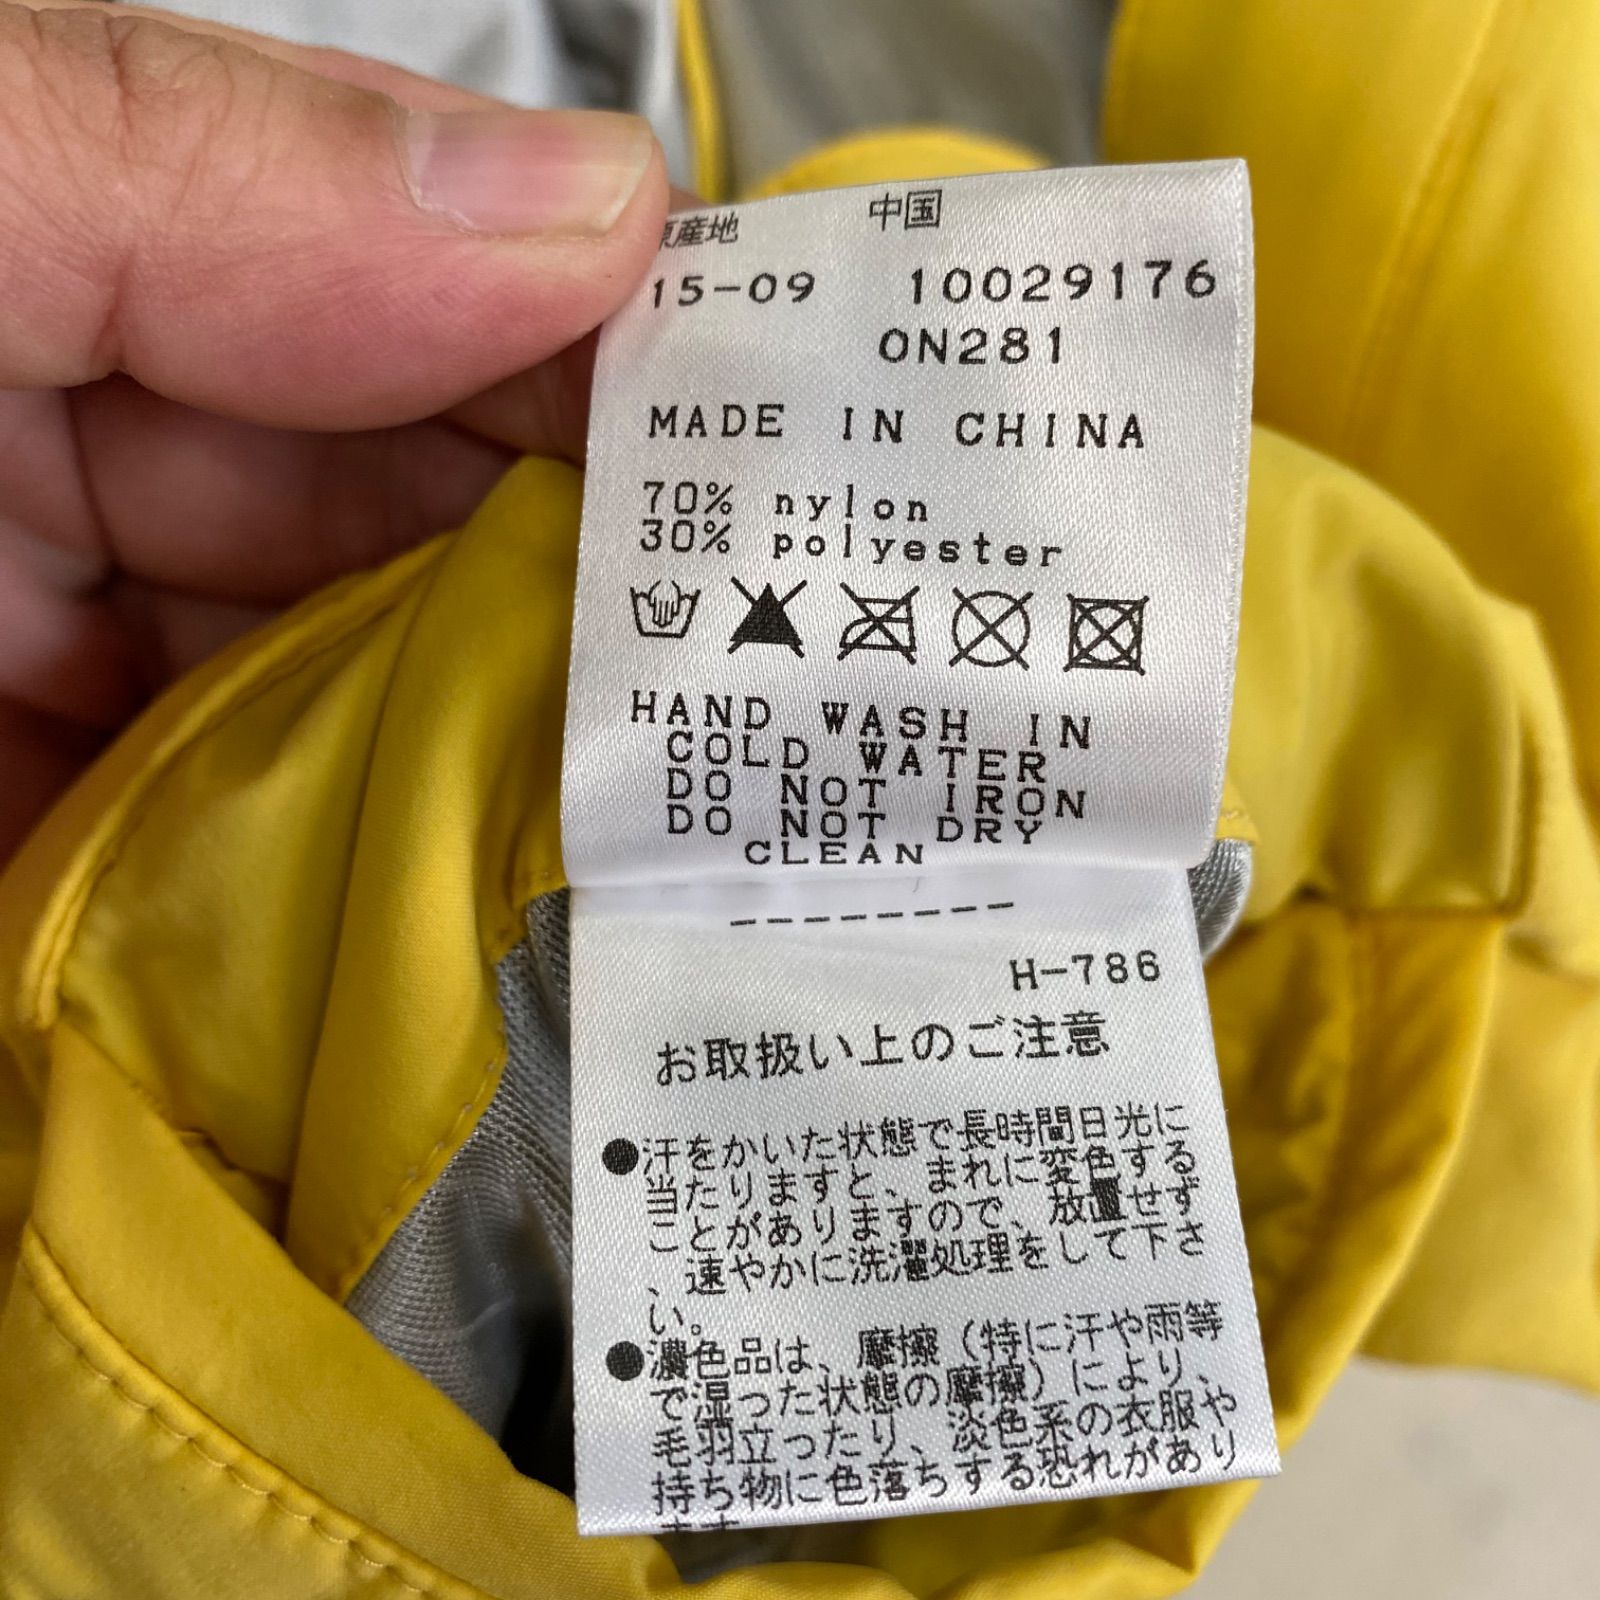 原産地 中国
15-09 10029176
ON281
MADE IN CHINA
70% nylon
30% polyester
HAND WASH IN
COLD WATER
DO NOT IRON
DO NOT DRY
CLEAN
--------
H-786
お取扱い上のご注意
●汗をかいた状態で長時間日光に
当たりますと、まれに変色する
ことがありますので、放置せず
、速やかに洗濯処理をして下さ
い。
●濃色品は、摩擦(特に汗や雨等
で湿った状態の摩擦)により、
毛羽立ったり、淡色系の衣服や
持ち物に色落ちする恐れがあり